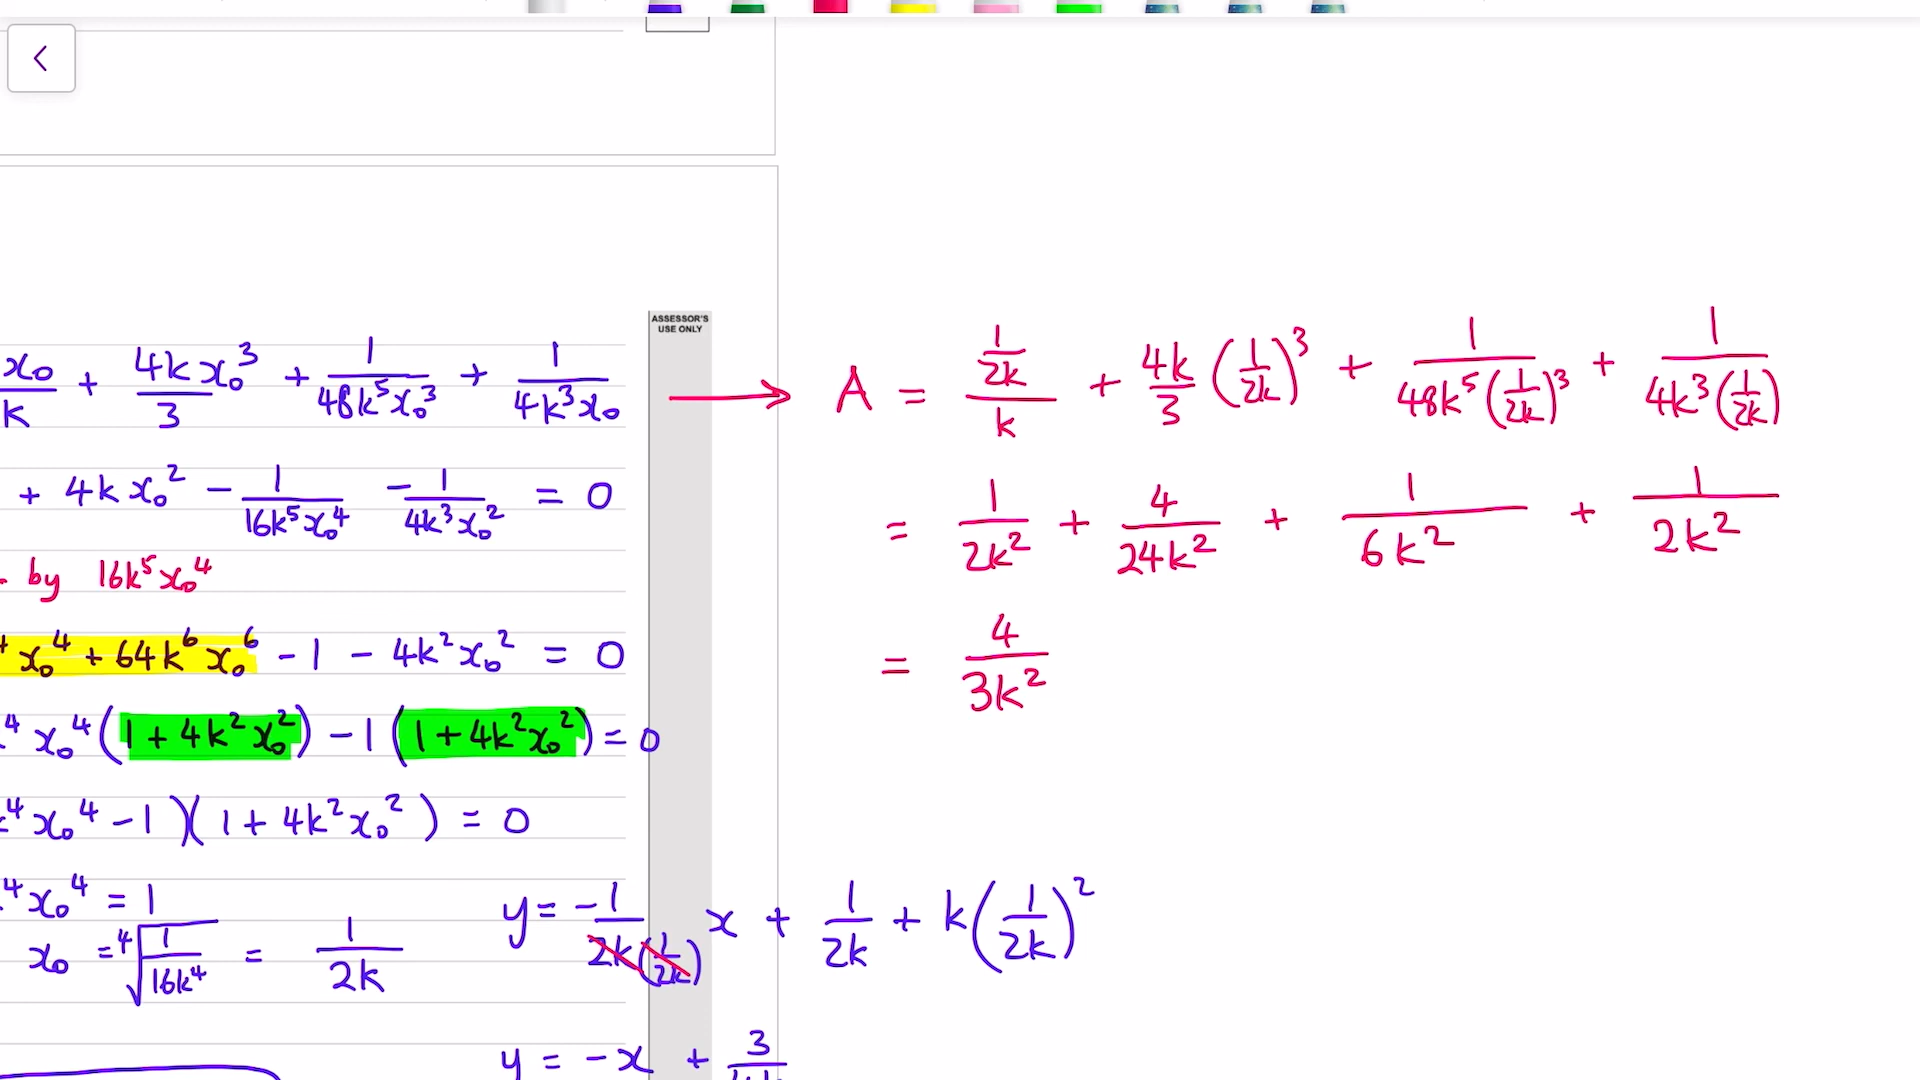 ASSESSOR'S
USE ONLY
x₀/k + 4kx₀³/3 + 1/48k⁵x₀³ + 1/4k³x₀ → A = (1/2k)/k + 4k/3 (1/2k)³ + 1/48k⁵(1/2k)³ + 1/4k³(1/2k)
+ 4kx₀² - 1/16k⁵x₀⁴ - 1/4k³x₀² = 0
= 1/2k² + 4/24k² + 1/6k² + 1/2k²
by 16k⁵x₀⁴
= 4/3k²
x₀⁴ + 64k⁶x₀⁶ - 1 - 4k²x₀² = 0
⁴x₀⁴(1 + 4k²x₀²) - 1(1 + 4k²x₀²) = 0
⁴x₀⁴ - 1)(1 + 4k²x₀²) = 0
⁴x₀⁴ = 1
x₀ = ⁴√(1/16k⁴) = 1/2k
y = -1/2k(1/2k) x + 1/2k + k(1/2k)²
y = -x + 3